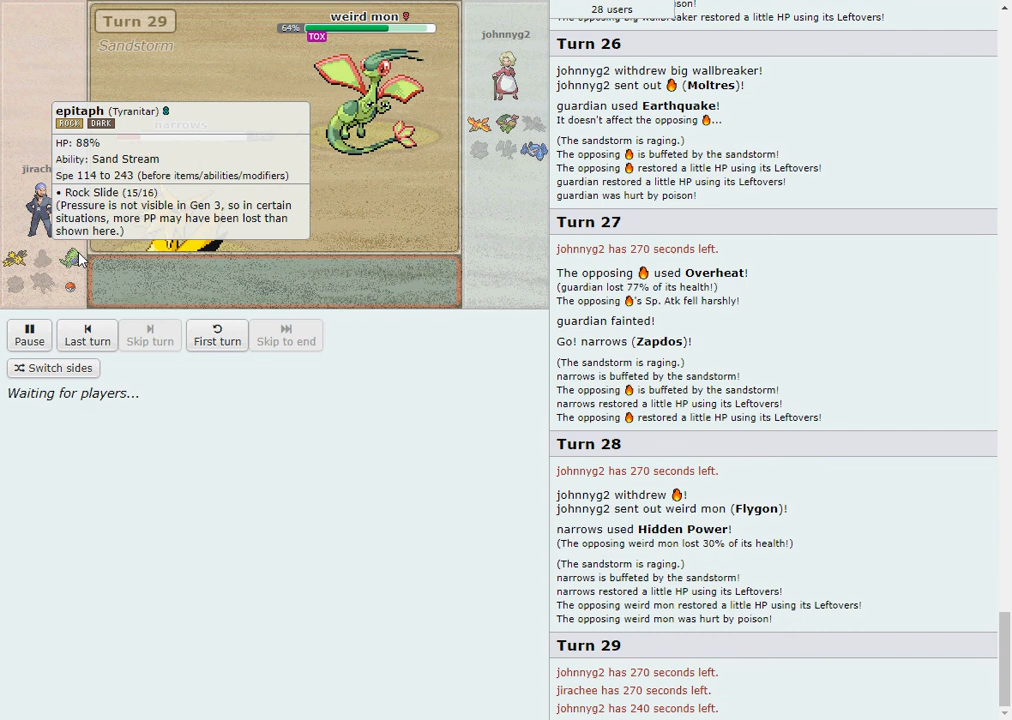 Turn 29
Sandstorm
weird mon
64%
TOX
johnnyg2
epitaph (Tyranitar)
ROCK DARK
HP: 88%
Ability: Sand Stream
Spe 114 to 243 (before items/abilities/modifiers)
• Rock Slide (15/16)
(Pressure is not visible in Gen 3, so in certain
situations, more PP may have been lost than
shown here.)
narrows
jirach
Pause
Last turn
Skip turn
First turn
Skip to end
Switch sides
Waiting for players...
28 users
restored a little HP using its Leftovers!
Turn 26
johnnyg2 withdrew big wallbreaker!
johnnyg2 sent out 🔥 (Moltres)!
guardian used Earthquake!
It doesn't affect the opposing 🔥...
(The sandstorm is raging.)
The opposing 🔥 is buffeted by the sandstorm!
The opposing 🔥 restored a little HP using its Leftovers!
guardian restored a little HP using its Leftovers!
guardian was hurt by poison!
Turn 27
johnnyg2 has 270 seconds left.
The opposing 🔥 used Overheat!
(guardian lost 77% of its health!)
The opposing 🔥's Sp. Atk fell harshly!
guardian fainted!
Go! narrows (Zapdos)!
(The sandstorm is raging.)
narrows is buffeted by the sandstorm!
The opposing 🔥 is buffeted by the sandstorm!
narrows restored a little HP using its Leftovers!
The opposing 🔥 restored a little HP using its Leftovers!
Turn 28
johnnyg2 has 270 seconds left.
johnnyg2 withdrew 🔥!
johnnyg2 sent out weird mon (Flygon)!
narrows used Hidden Power!
(The opposing weird mon lost 30% of its health!)
(The sandstorm is raging.)
narrows is buffeted by the sandstorm!
narrows restored a little HP using its Leftovers!
The opposing weird mon restored a little HP using its Leftovers!
The opposing weird mon was hurt by poison!
Turn 29
johnnyg2 has 270 seconds left.
jirachee has 270 seconds left.
johnnyg2 has 240 seconds left.